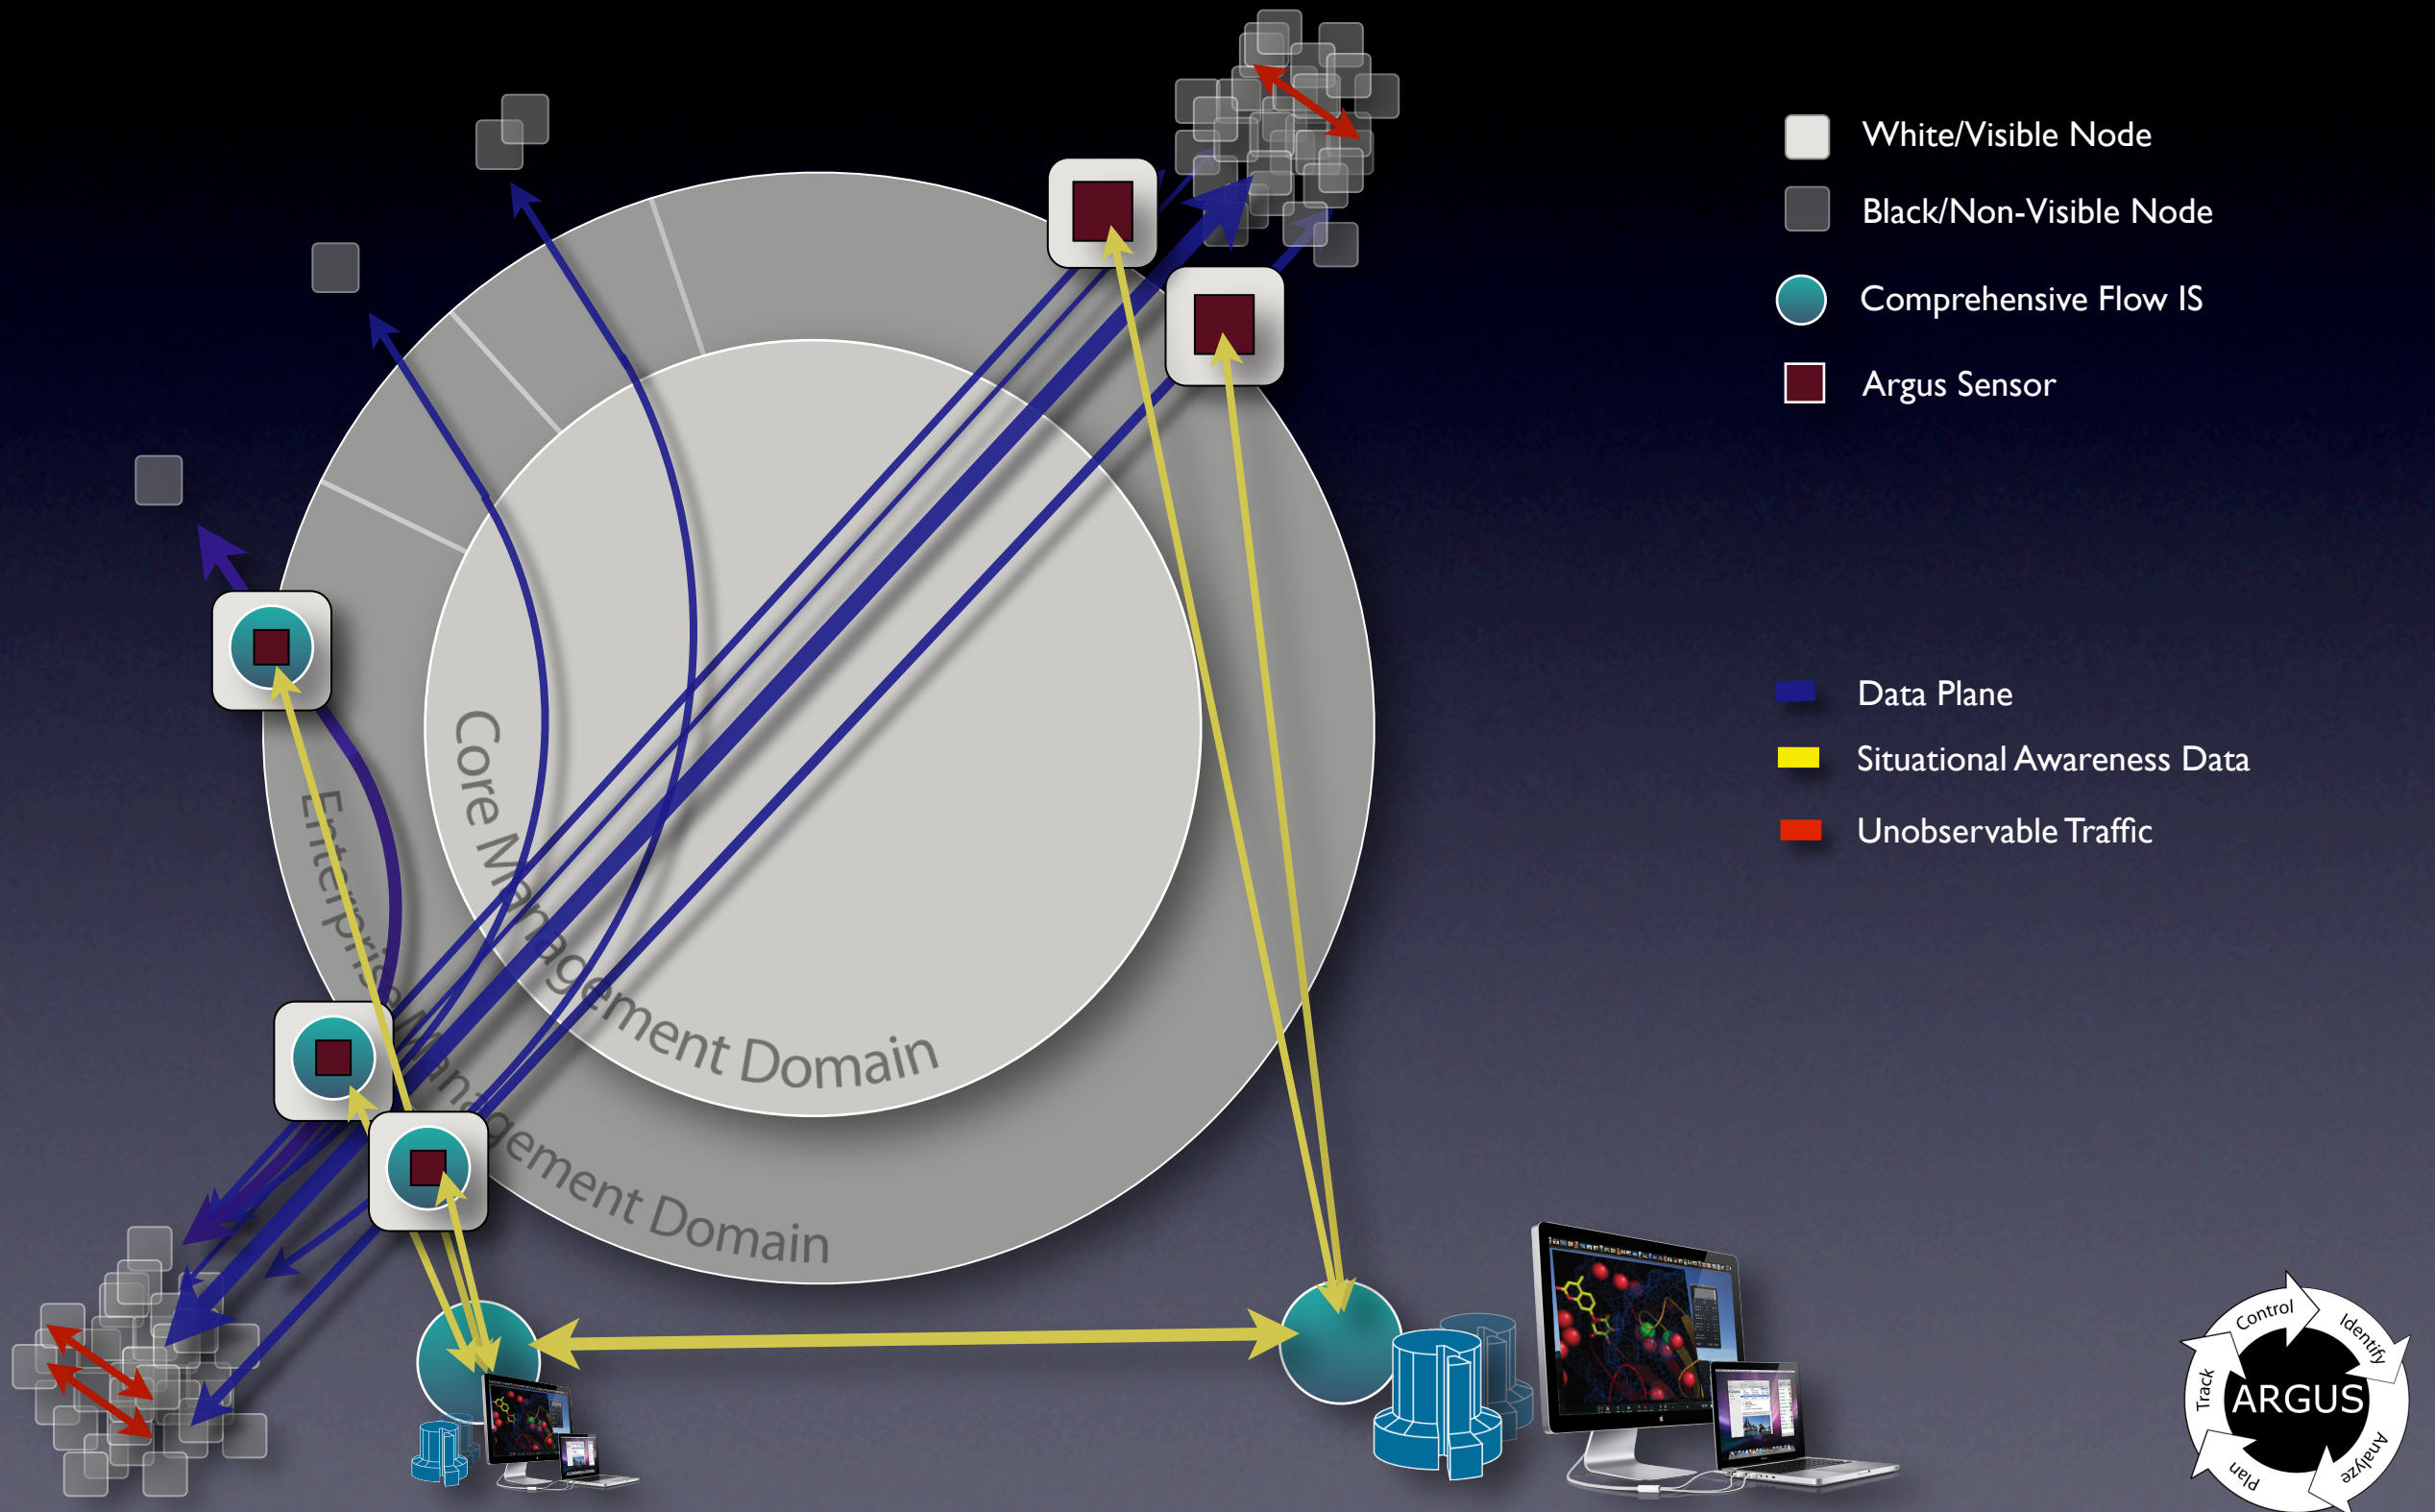 White/Visible Node
Black/Non-Visible Node
Comprehensive Flow IS
Argus Sensor
Data Plane
Situational Awareness Data
Unobservable Traffic
Core Management Domain
Enterprise Management Domain
Control
Identify
Analyze
Plan
Track
ARGUS